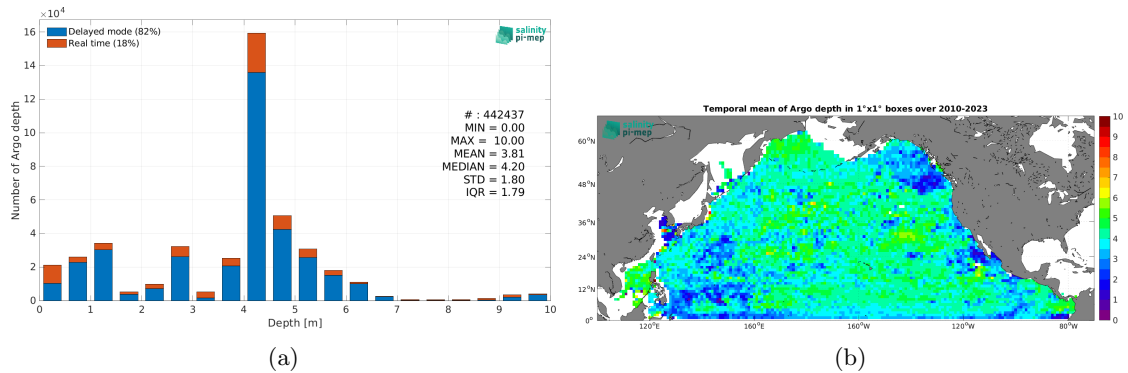 ×10⁴
Delayed mode (82%)
Real time (18%)
salinity
pi-mep
# : 442437
MIN = 0.00
MAX = 10.00
MEAN = 3.81
MEDIAN = 4.20
STD = 1.80
IQR = 1.79
Number of Argo depth
16
14
12
10
8
6
4
2
0
0 1 2 3 4 5 6 7 8 9 10
Depth [m]
(a)
Temporal mean of Argo depth in 1°x1° boxes over 2010-2023
salinity
pi-mep
60°N
48°N
36°N
24°N
12°N
0°
120°E 160°E 160°W 120°W 80°W
10
9
8
7
6
5
4
3
2
1
0
(b)